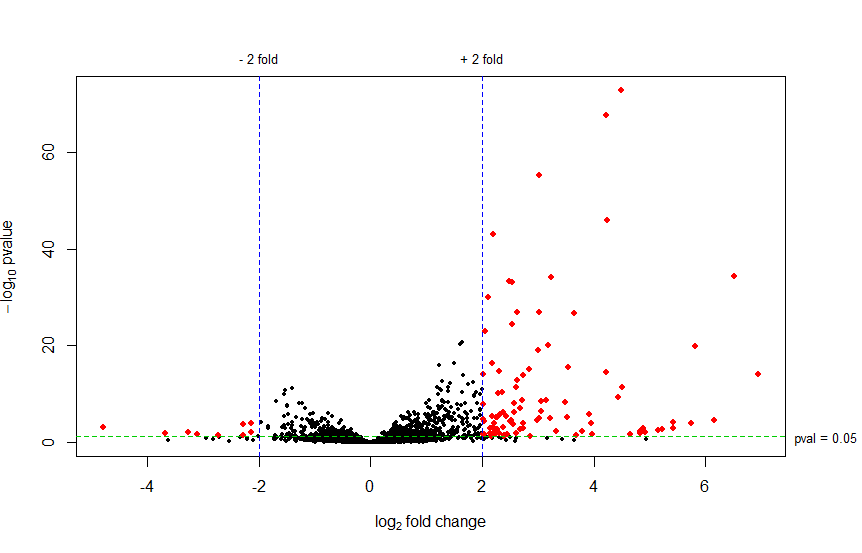 - 2 fold
+ 2 fold
60
40
20
0
−log₁₀ pvalue
pval = 0.05
-4
-2
0
2
4
6
log₂ fold change